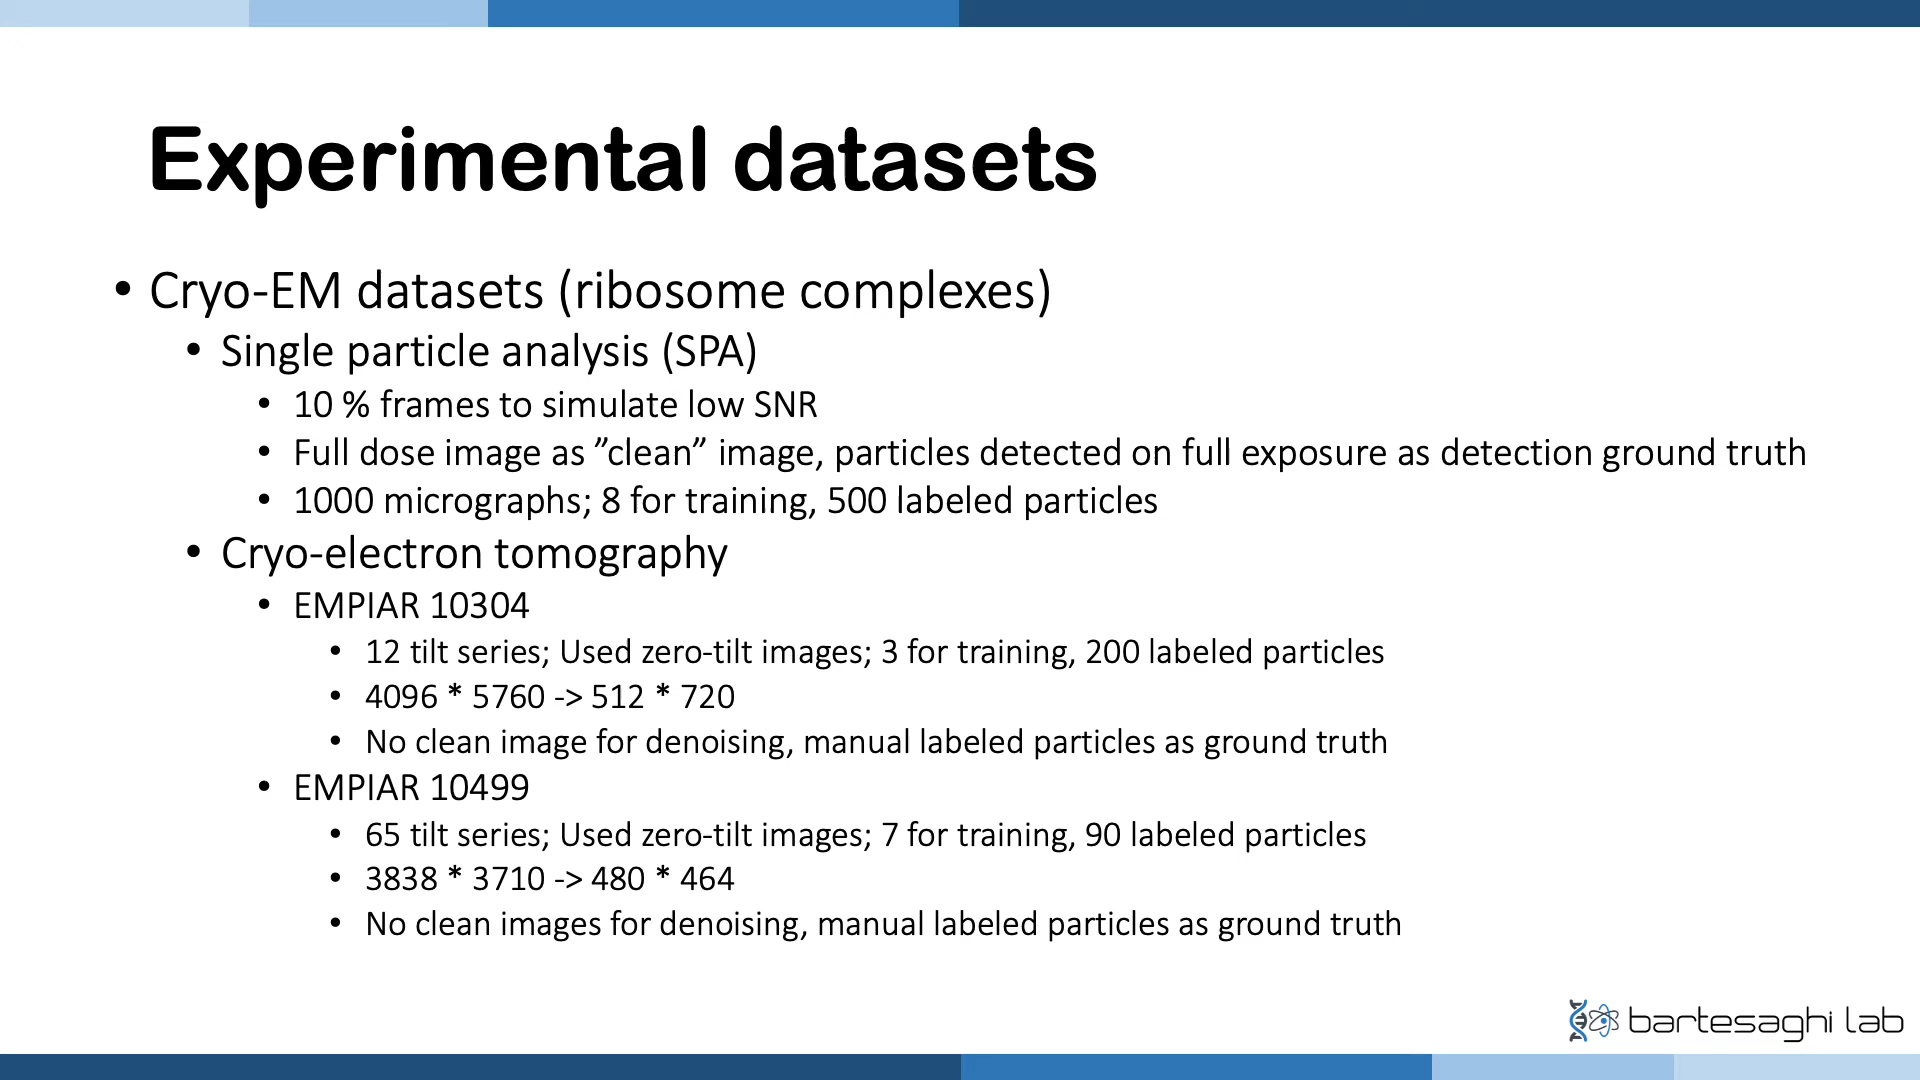 Experimental datasets
• Cryo-EM datasets (ribosome complexes)
• Single particle analysis (SPA)
• 10 % frames to simulate low SNR
• Full dose image as ”clean” image, particles detected on full exposure as detection ground truth
• 1000 micrographs; 8 for training, 500 labeled particles
• Cryo-electron tomography
• EMPIAR 10304
• 12 tilt series; Used zero-tilt images; 3 for training, 200 labeled particles
• 4096 * 5760 -> 512 * 720
• No clean image for denoising, manual labeled particles as ground truth
• EMPIAR 10499
• 65 tilt series; Used zero-tilt images; 7 for training, 90 labeled particles
• 3838 * 3710 -> 480 * 464
• No clean images for denoising, manual labeled particles as ground truth
bartesaghi lab